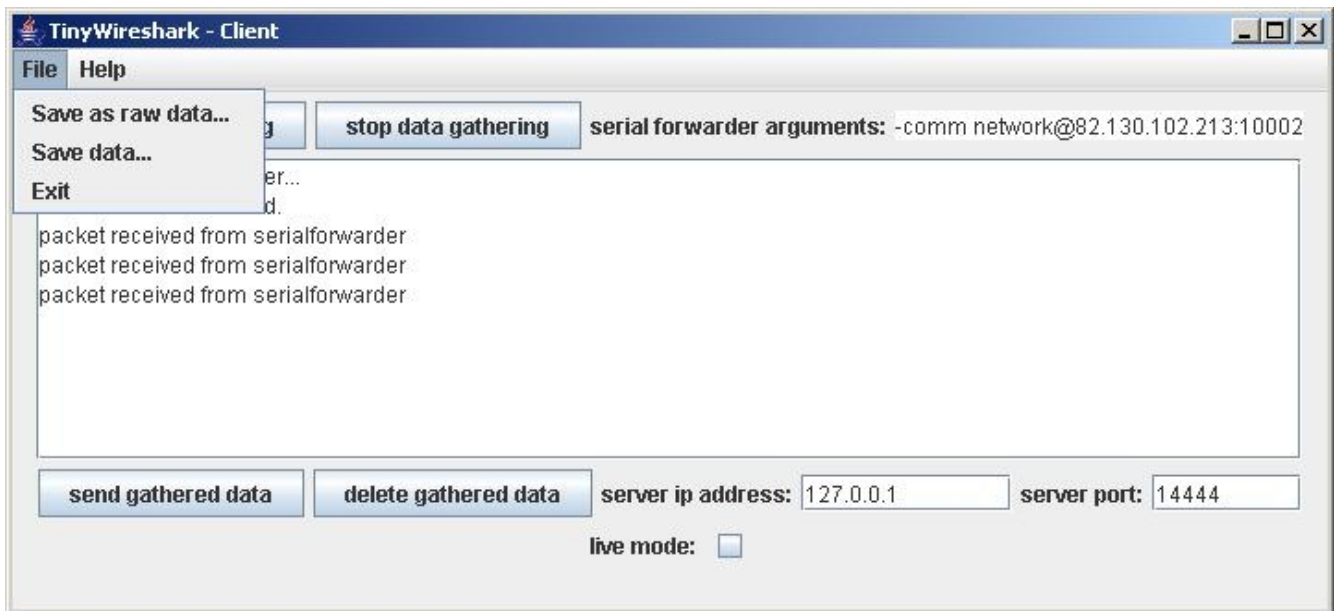 TinyWireshark - Client
File Help
Save as raw data...
Save data...
Exit
g stop data gathering serial forwarder arguments: -comm network@82.130.102.213:10002
er...
d.
packet received from serialforwarder
packet received from serialforwarder
packet received from serialforwarder
send gathered data delete gathered data server ip address: 127.0.0.1 server port: 14444
live mode: